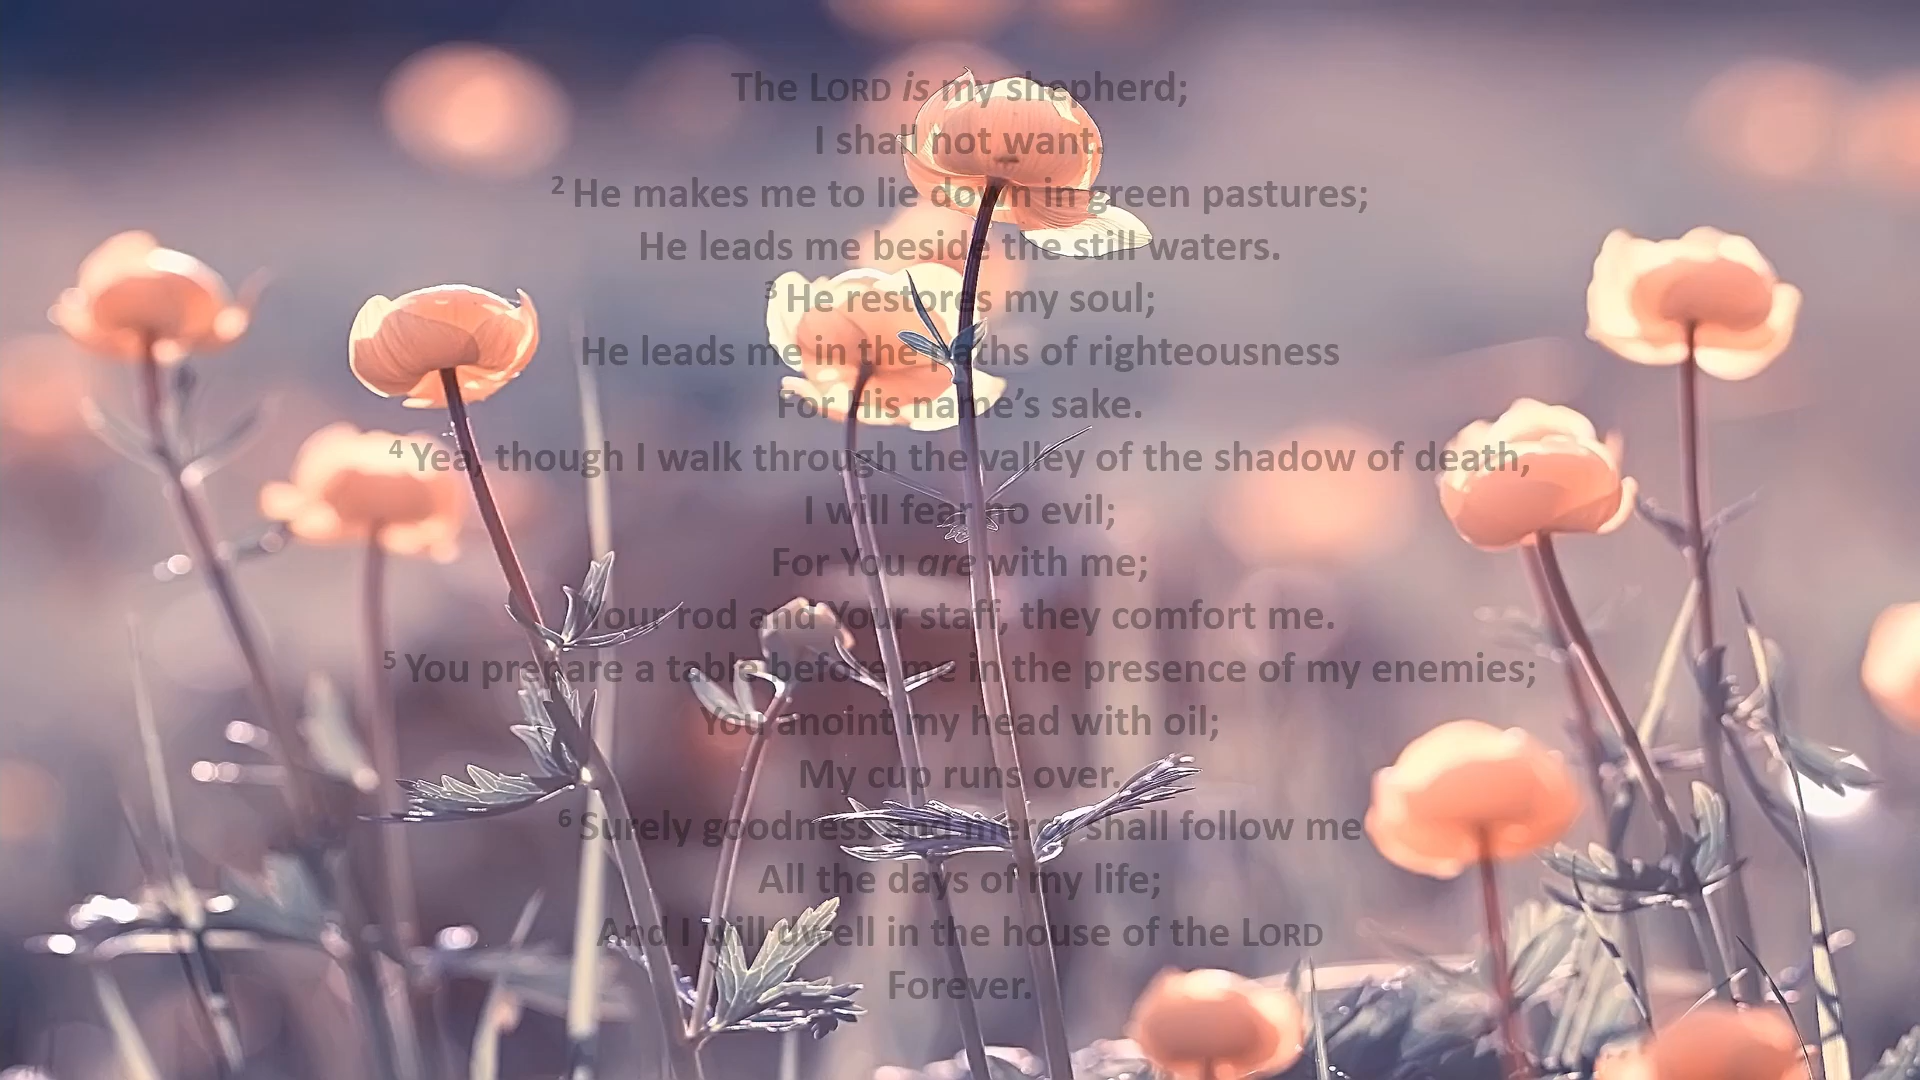 The LORD is my shepherd;
I shall not want.
2 He makes me to lie down in green pastures;
He leads me beside the still waters.
3 He restores my soul;
He leads me in the paths of righteousness
For His name’s sake.
4 Yea, though I walk through the valley of the shadow of death,
I will fear no evil;
For You are with me;
Your rod and Your staff, they comfort me.
5 You prepare a table before me in the presence of my enemies;
You anoint my head with oil;
My cup runs over.
6 Surely goodness and mercy shall follow me
All the days of my life;
And I will dwell in the house of the LORD
Forever.